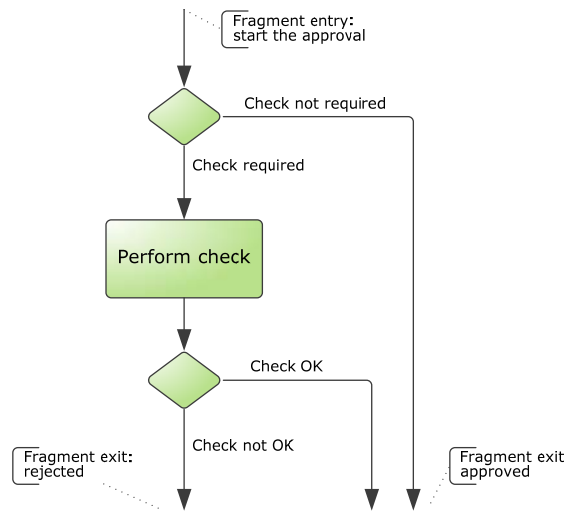 Fragment entry:
start the approval
Check not required
Check required
Perform check
Check OK
Check not OK
Fragment exit:
rejected
Fragment exit
approved